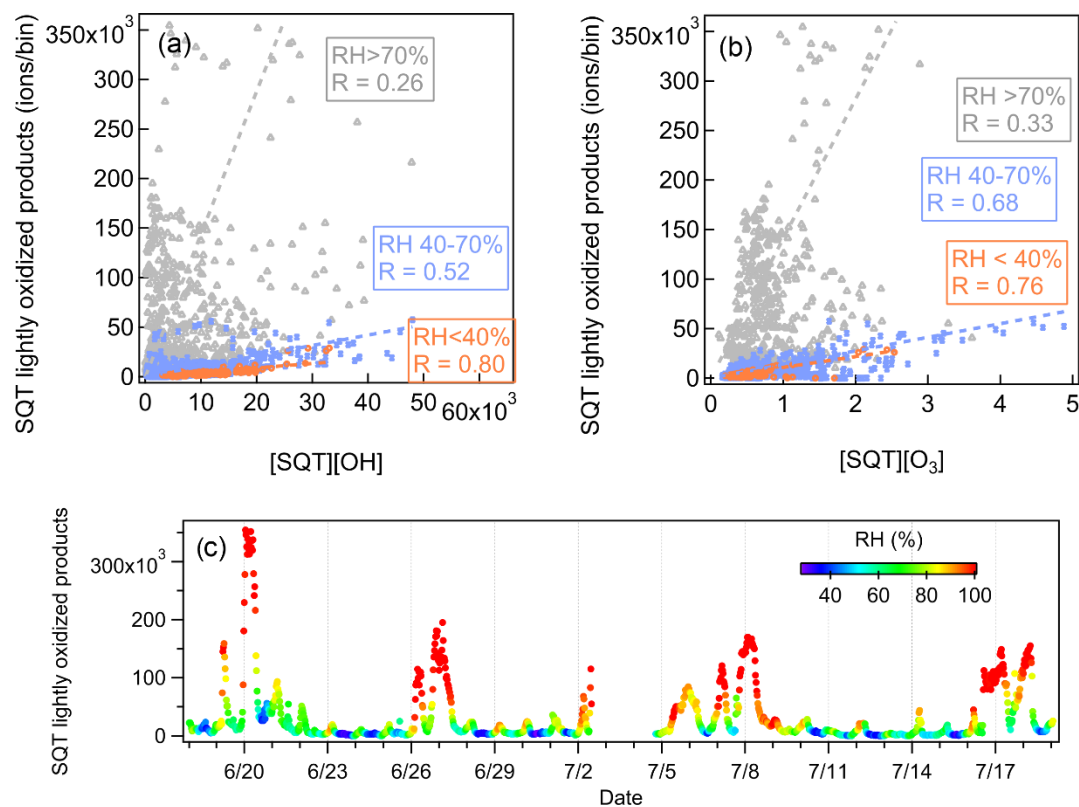 350x10³
300
250
200
150
100
50
0
SQT lightly oxidized products (ions/bin)
(a)
RH>70%
R = 0.26
RH 40-70%
R = 0.52
RH<40%
R = 0.80
0 10 20 30 40 50 60x10³
[SQT][OH]
350x10³
300
250
200
150
100
50
0
SQT lightly oxidized products (ions/bin)
(b)
RH >70%
R = 0.33
RH 40-70%
R = 0.68
RH < 40%
R = 0.76
0 1 2 3 4 5
[SQT][O₃]
SQT lightly oxidized products
300x10³
200
100
0
(c)
RH (%)
40 60 80 100
6/20 6/23 6/26 6/29 7/2 7/5 7/8 7/11 7/14 7/17
Date